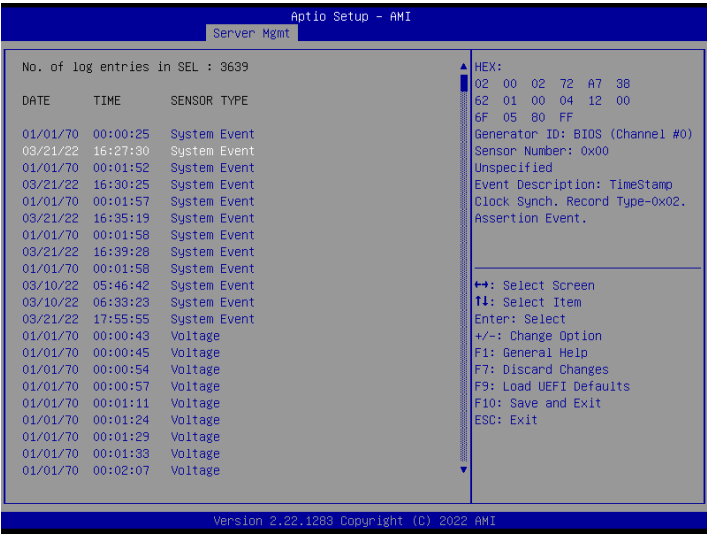 Aptio Setup - AMI
Server Mgmt
No. of log entries in SEL : 3639
DATE TIME SENSOR TYPE
01/01/70 00:00:25 System Event
03/21/22 16:27:30 System Event
01/01/70 00:01:52 System Event
03/21/22 16:30:25 System Event
01/01/70 00:01:57 System Event
03/21/22 16:35:19 System Event
01/01/70 00:01:58 System Event
03/21/22 16:39:28 System Event
01/01/70 00:01:58 System Event
03/10/22 05:46:42 System Event
03/10/22 06:33:23 System Event
03/21/22 17:55:55 System Event
01/01/70 00:00:43 Voltage
01/01/70 00:00:45 Voltage
01/01/70 00:00:54 Voltage
01/01/70 00:00:57 Voltage
01/01/70 00:01:11 Voltage
01/01/70 00:01:24 Voltage
01/01/70 00:01:29 Voltage
01/01/70 00:01:33 Voltage
01/01/70 00:02:07 Voltage
HEX:
02 00 02 72 A7 38
62 01 00 04 12 00
6F 05 80 FF
Generator ID: BIOS (Channel #0)
Sensor Number: 0x00
Unspecified
Event Description: TimeStamp
Clock Synch. Record Type-0x02.
Assertion Event.
↔: Select Screen
↑↓: Select Item
Enter: Select
+/-: Change Option
F1: General Help
F7: Discard Changes
F9: Load UEFI Defaults
F10: Save and Exit
ESC: Exit
Version 2.22.1283 Copyright (C) 2022 AMI